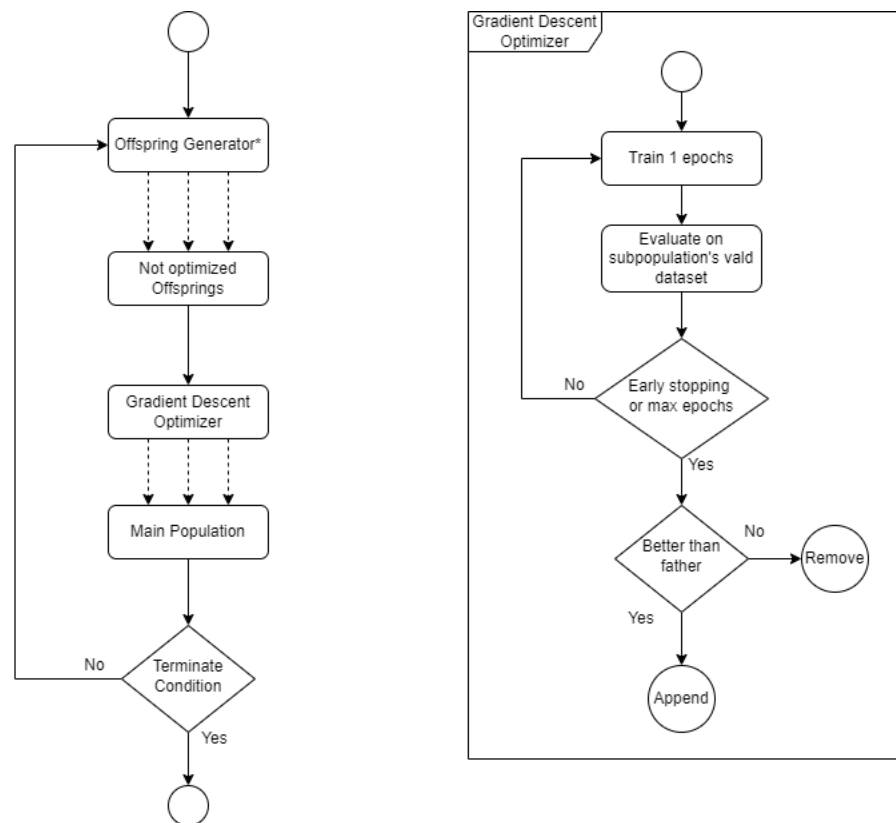 Offspring Generator*
Not optimized
Offsprings
Gradient Descent
Optimizer
Main Population
Terminate
Condition
No
Yes
Gradient Descent
Optimizer
Train 1 epochs
Evaluate on
subpopulation's vald
dataset
Early stopping
or max epochs
No
Yes
Better than
father
No
Remove
Yes
Append